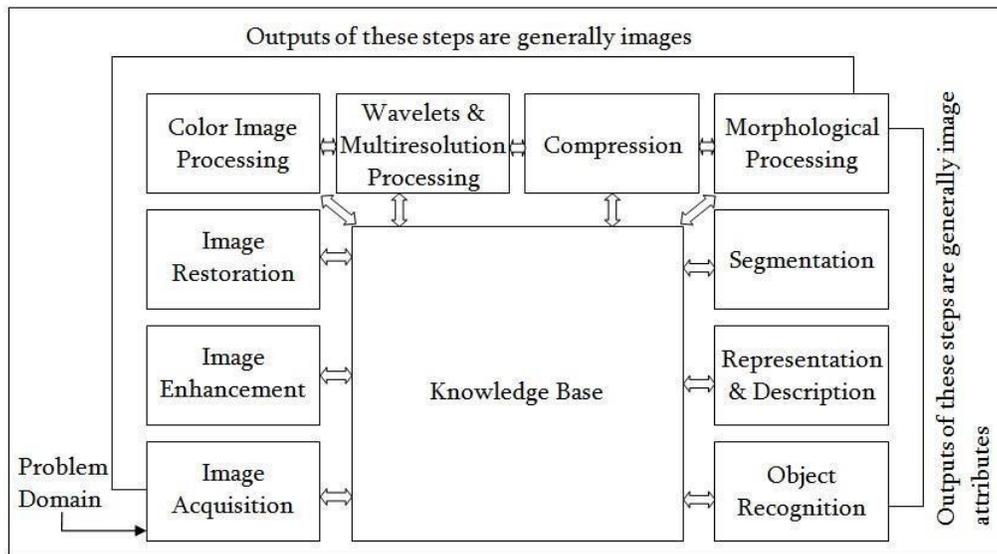 Outputs of these steps are generally images
Color Image
Processing
Wavelets &
Multiresolution
Processing
Compression
Morphological
Processing
Image
Restoration
Segmentation
Image
Enhancement
Knowledge Base
Representation
& Description
Problem
Domain
Image
Acquisition
Object
Recognition
Outputs of these steps are generally image
attributes